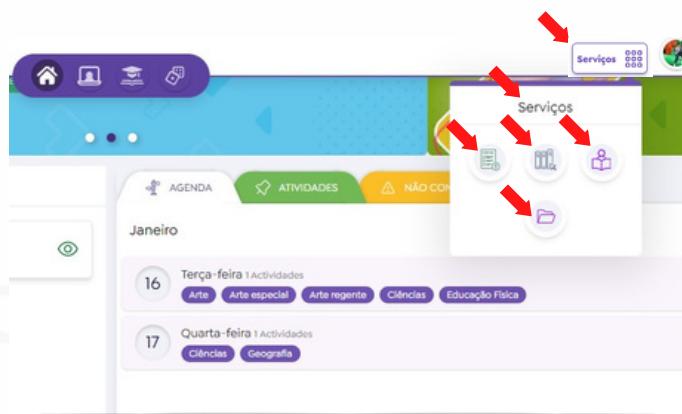 Serviços
Serviços
AGENDA
ATIVIDADES
NÃO CON
Janeiro
16
Terça-feira 1 Actividades
Arte Arte especial Arte regente Ciências Educação Física
17
Quarta-feira 1 Actividades
Ciências Geografia